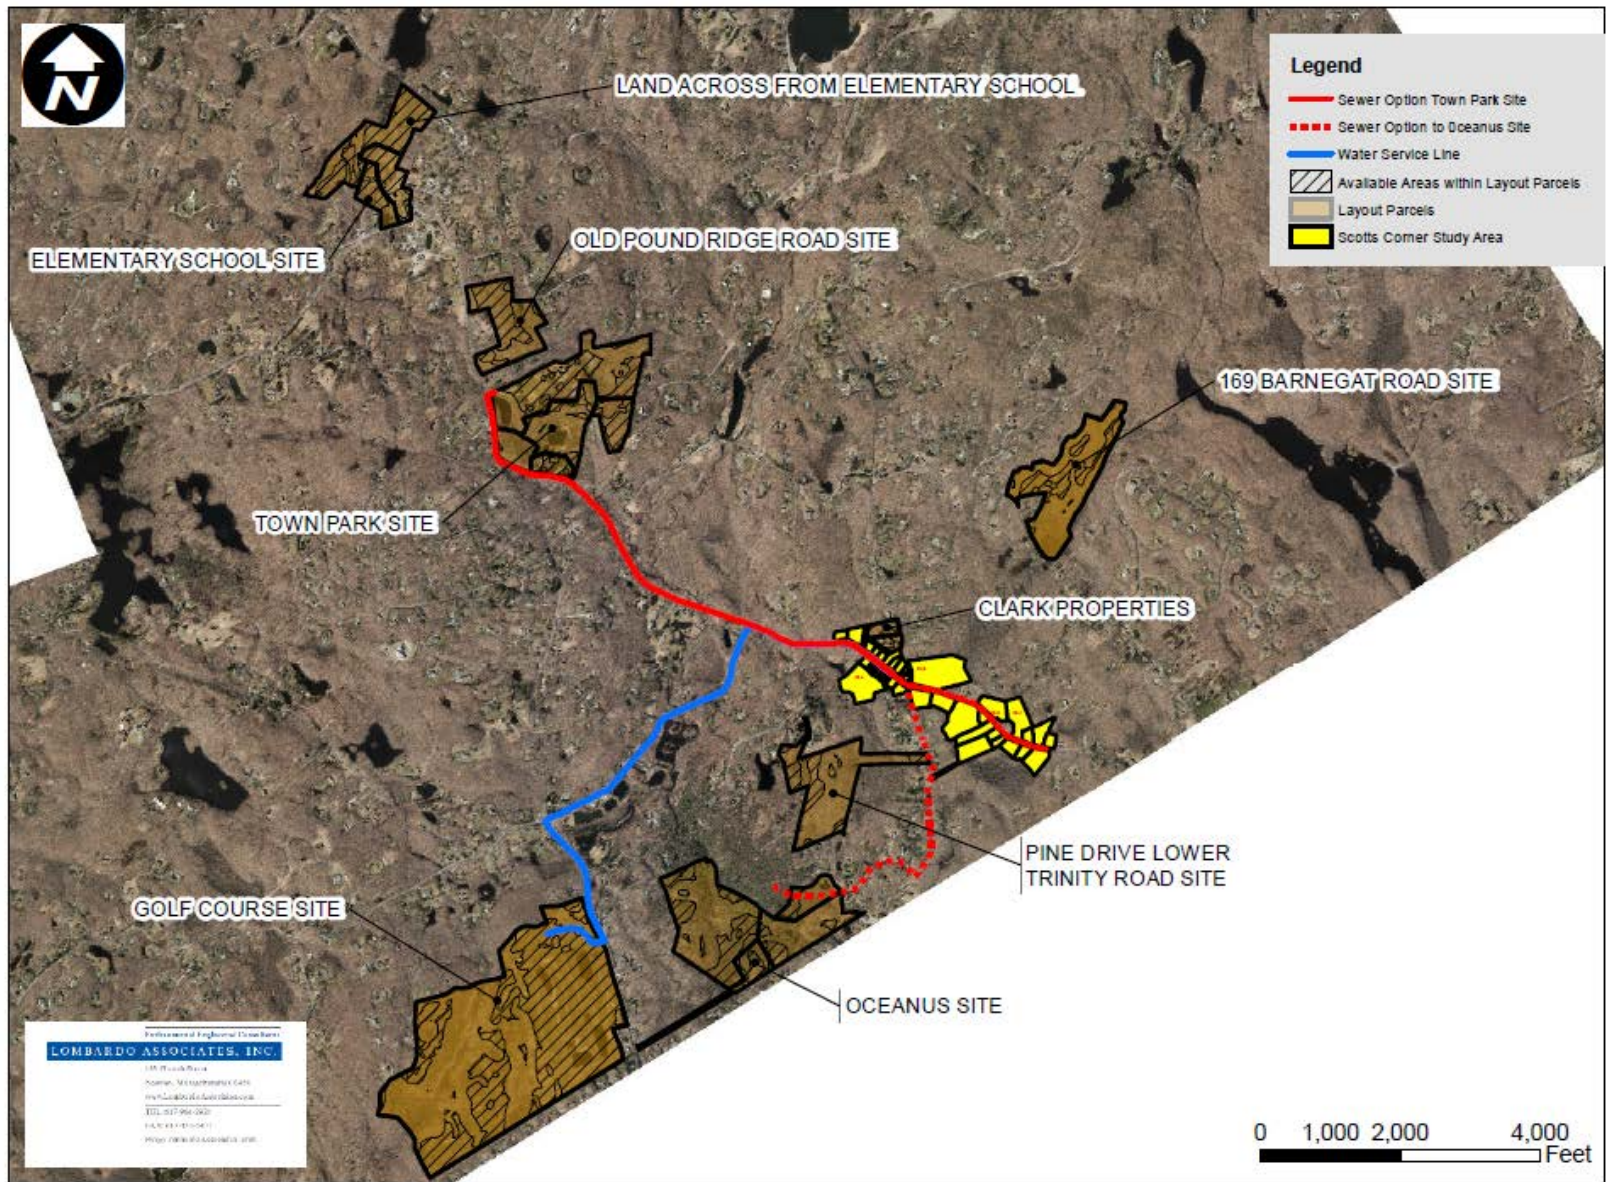 N
LAND ACROSS FROM ELEMENTARY SCHOOL
Legend
Sewer Option Town Park Site
Sewer Option to Oceanus Site
Water Service Line
Available Areas within Layout Parcels
Layout Parcels
Scotts Corner Study Area
ELEMENTARY SCHOOL SITE
OLD POUND RIDGE ROAD SITE
169 BARNEGAT ROAD SITE
TOWN PARK SITE
CLARK PROPERTIES
PINE DRIVE LOWER
TRINITY ROAD SITE
GOLF COURSE SITE
OCEANUS SITE
Environmental Engineers/Consultants
LOMBARDO ASSOCIATES, INC.
0 1,000 2,000 4,000
Feet